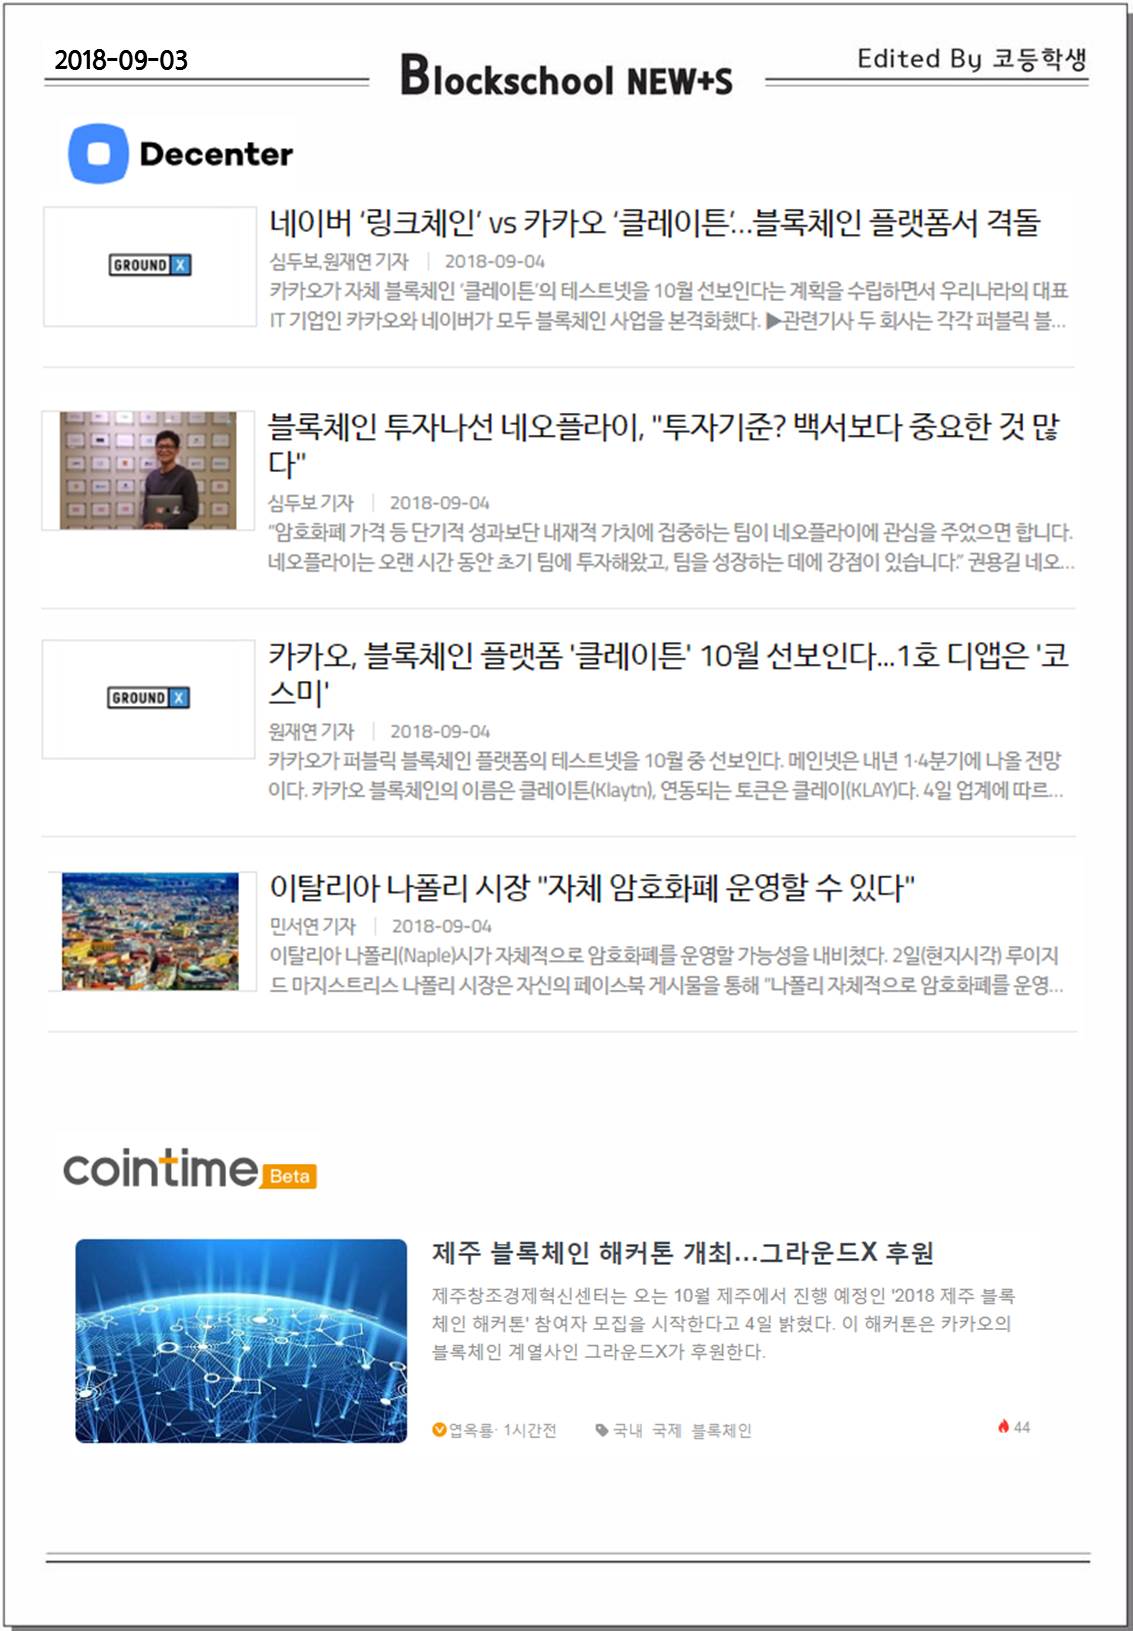 2018-09-03
Blockschool NEW+S
Edited By 코등학생
Decenter
네이버 ‘링크체인’ vs 카카오 ‘클레이튼’...블록체인 플랫폼서 격돌
GROUND X
심두보,원재연 기자 | 2018-09-04
카카오가 자체 블록체인 ‘클레이튼’의 테스트넷을 10월 선보인다는 계획을 수립하면서 우리나라의 대표
IT 기업인 카카오와 네이버가 모두 블록체인 사업을 본격화했다. ▶관련기사 두 회사는 각각 퍼블릭 블...
블록체인 투자나선 네오플라이, "투자기준? 백서보다 중요한 것 많
다"
심두보 기자 | 2018-09-04
“암호화폐 가격 등 단기적 성과보단 내재적 가치에 집중하는 팀이 네오플라이에 관심을 주었으면 합니다.
네오플라이는 오랜 시간 동안 초기 팀에 투자해왔고, 팀을 성장하는 데에 강점이 있습니다.” 권용길 네오...
카카오, 블록체인 플랫폼 '클레이튼' 10월 선보인다...1호 디앱은 '코
스미'
GROUND X
원재연 기자 | 2018-09-04
카카오가 퍼블릭 블록체인 플랫폼의 테스트넷을 10월 중 선보인다. 메인넷은 내년 1·4분기에 나올 전망
이다. 카카오 블록체인의 이름은 클레이튼(Klaytn), 연동되는 토큰은 클레이(KLAY)다. 4일 업계에 따르...
이탈리아 나폴리 시장 "자체 암호화폐 운영할 수 있다"
민서연 기자 | 2018-09-04
이탈리아 나폴리(Naple)시가 자체적으로 암호화폐를 운영할 가능성을 내비쳤다. 2일(현지시각) 루이지
드 마지스트리스 나폴리 시장은 자신의 페이스북 게시물을 통해 “나폴리 자체적으로 암호화폐를 운영...
cointime Beta
제주 블록체인 해커톤 개최...그라운드X 후원
제주창조경제혁신센터는 오는 10월 제주에서 진행 예정인 '2018 제주 블록
체인 해커톤' 참여자 모집을 시작한다고 4일 밝혔다. 이 해커톤은 카카오의
블록체인 계열사인 그라운드X가 후원한다.
엽옥룡· 1시간전 국내 국제 블록체인 44